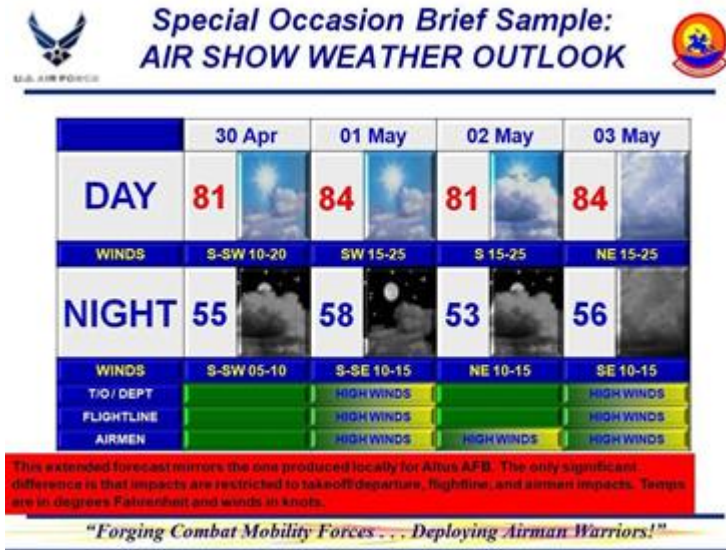 Special Occasion Brief Sample:
AIR SHOW WEATHER OUTLOOK
U.S. AIR FORCE
30 Apr 01 May 02 May 03 May
DAY 81 84 81 84
WINDS S-SW 10-20 SW 15-25 S 15-25 NE 15-25
NIGHT 55 58 53 56
WINDS S-SW 05-10 S-SE 10-15 NE 10-15 SE 10-15
T/O / DEPT HIGH WINDS HIGH WINDS
FLIGHTLINE HIGH WINDS HIGH WINDS
AIRMEN HIGH WINDS HIGH WINDS HIGH WINDS
This extended forecast mirrors the one produced locally for Altus AFB. The only significant
difference is that impacts are restricted to takeoff/departure, flightline, and airmen impacts. Temps
are in degrees Fahrenheit and winds in knots.
"Forging Combat Mobility Forces . . . Deploying Airman Warriors!"